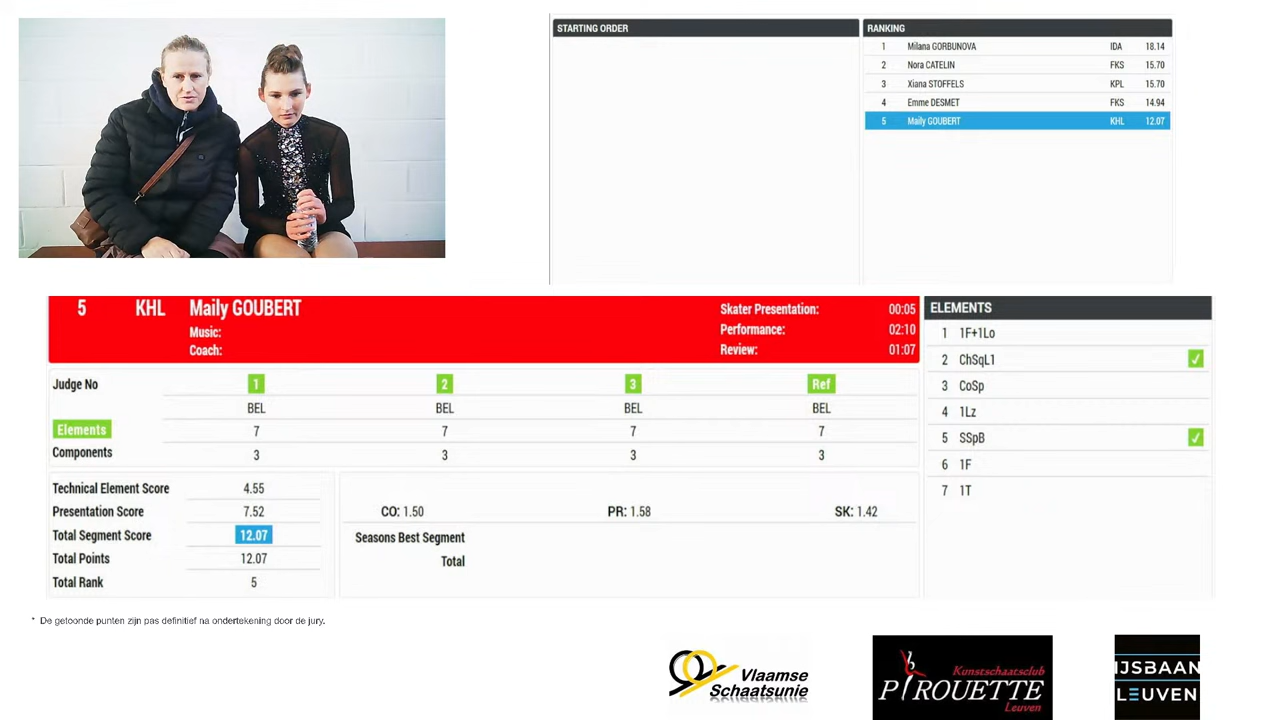 STARTING ORDER
RANKING
1 Milana GORBUNOVA IDA 18.14
2 Nora CATELIN FKS 15.70
3 Xiana STOFFELS KPL 15.70
4 Emme DESMET FKS 14.94
5 Maily GOUBERT KHL 12.07
5 KHL Maily GOUBERT
Music:
Coach:
Skater Presentation: 00:05
Performance: 02:10
Review: 01:07
Judge No 1 2 3 Ref
BEL BEL BEL BEL
Elements 7 7 7 7
Components 3 3 3 3
Technical Element Score 4.55
Presentation Score 7.52
Total Segment Score 12.07
Total Points 12.07
Total Rank 5
CO: 1.50 PR: 1.58 SK: 1.42
Seasons Best Segment
Total
ELEMENTS
1 1F+1Lo
2 ChSqL1
3 CoSp
4 1Lz
5 SSpB
6 1F
7 1T
* De getoonde punten zijn pas definitief na ondertekening door de jury.
Vlaamse
Schaatsunie
Kunstschaatsclub
PIROUETTE
Leuven
IJSBAAN
LEUVEN